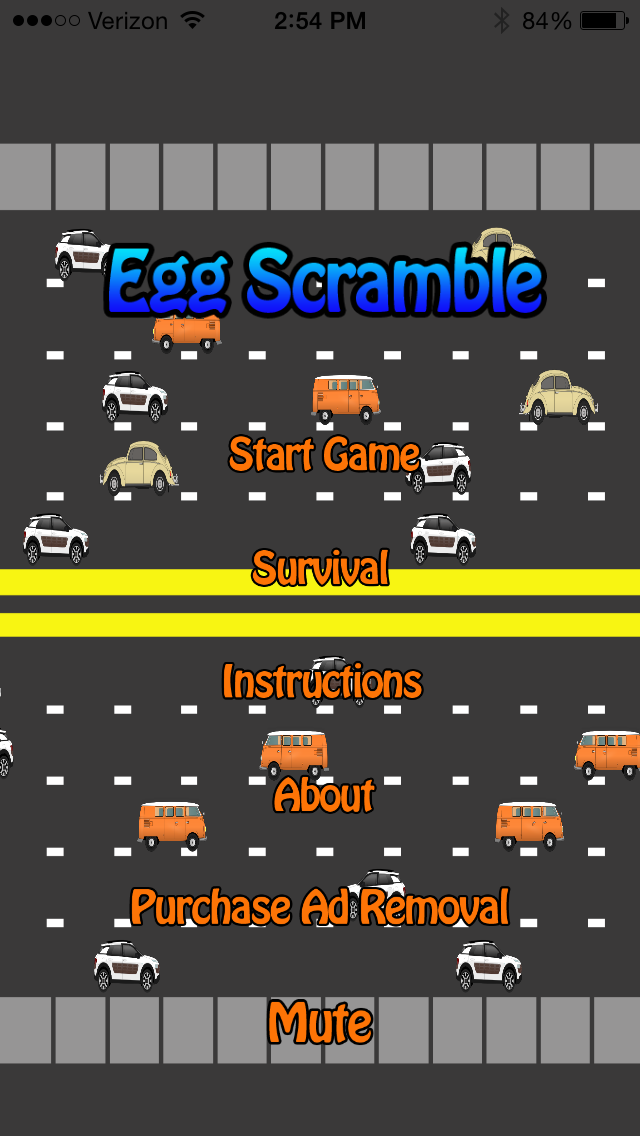 Verizon 2:54 PM 84%
Egg Scramble
Start Game
Survival
Instructions
About
Purchase Ad Removal
Mute